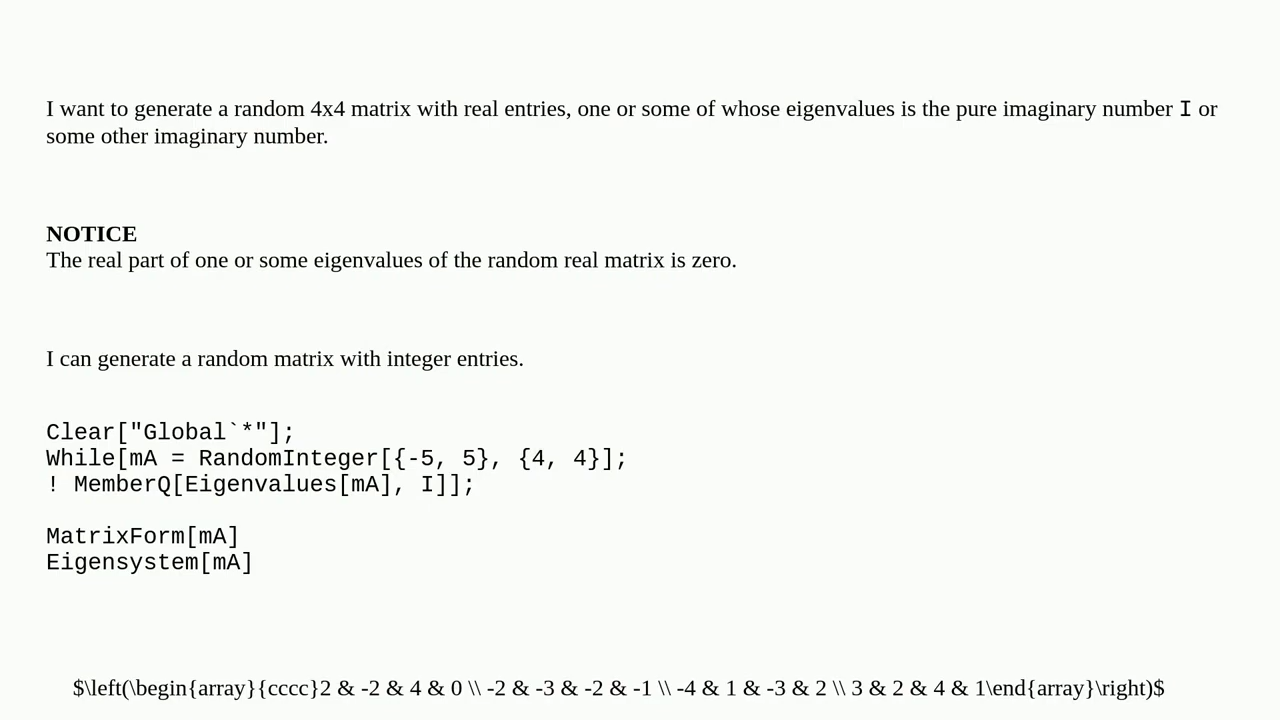 I want to generate a random 4x4 matrix with real entries, one or some of whose eigenvalues is the pure imaginary number I or
some other imaginary number.
NOTICE
The real part of one or some eigenvalues of the random real matrix is zero.
I can generate a random matrix with integer entries.
Clear["Global`*"];
While[mA = RandomInteger[{-5, 5}, {4, 4}];
! MemberQ[Eigenvalues[mA], I]];
MatrixForm[mA]
Eigensystem[mA]
$\left(\begin{array}{cccc}2 & -2 & 4 & 0 \\ -2 & -3 & -2 & -1 \\ -4 & 1 & -3 & 2 \\ 3 & 2 & 4 & 1\end{array}\right)$